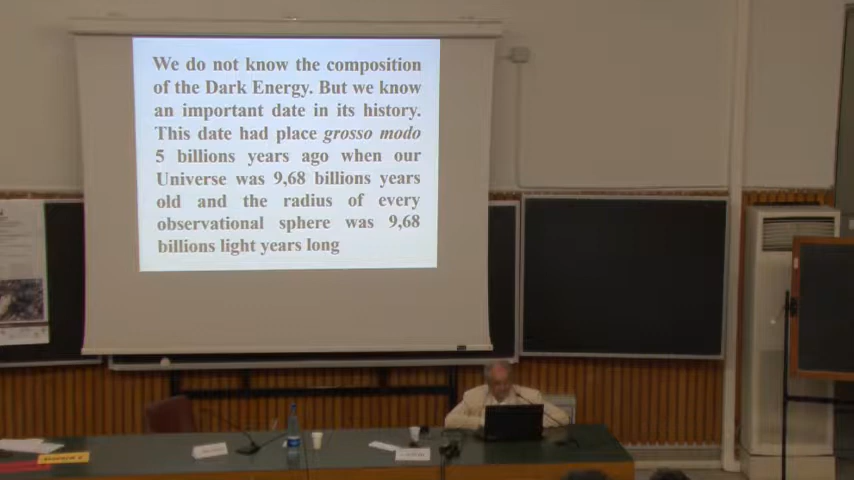 We do not know the composition
of the Dark Energy. But we know
an important date in its history.
This date had place grosso modo
5 billions years ago when our
Universe was 9,68 billions years
old and the radius of every
observational sphere was 9,68
billions light years long